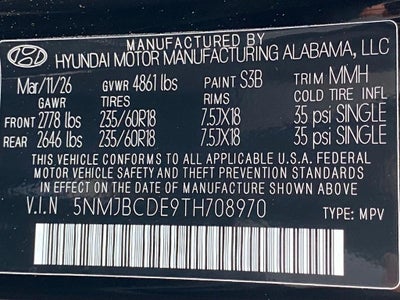 MANUFACTURED BY
HYUNDAI MOTOR MANUFACTURING ALABAMA, LLC
Mar/11/26 GVWR 4861 lbs PAINT S3B TRIM MMH
GAWR TIRES RIMS COLD TIRE INFL
FRONT 2778 lbs 235/60R18 7.5JX18 35 psi SINGLE
REAR 2646 lbs 235/60R18 7.5JX18 35 psi SINGLE
THIS VEHICLE CONFORMS TO ALL APPLICABLE U.S.A. FEDERAL
MOTOR VEHICLE SAFETY, BUMPER, AND THEFT PREVENTION STANDARDS
IN EFFECT ON THE DATE OF MANUFACTURE SHOWN ABOVE.
V.I.N 5NMJBCDE9TH708970 TYPE: MPV